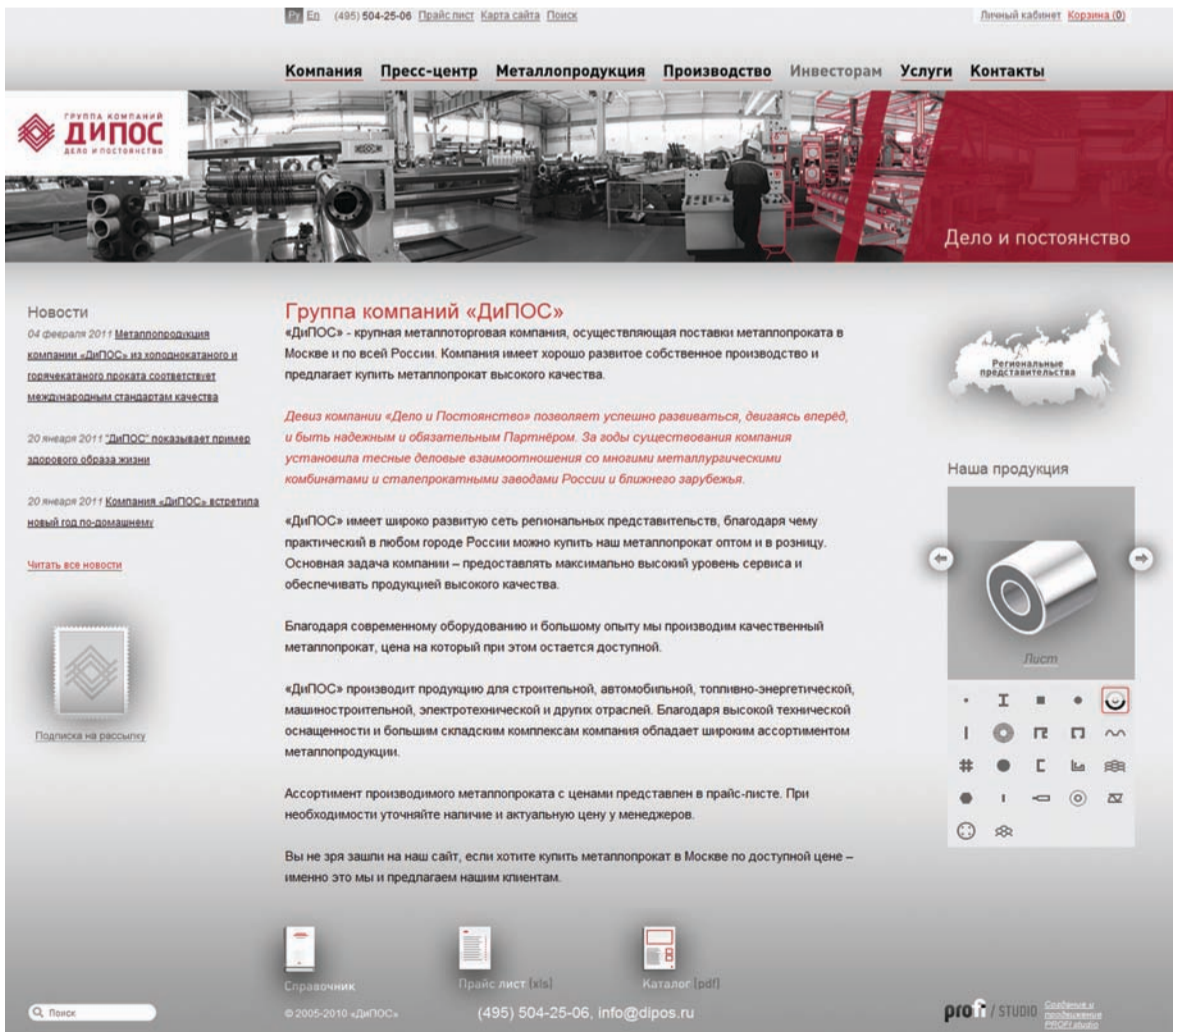 Ру En (495) 504-25-06 Прайс лист Карта сайта Поиск
Личный кабинет Корзина (0)
Компания Пресс-центр Металлопродукция Производство Инвесторам Услуги Контакты
ГРУППА КОМПАНИЙ
ДИПОС
ДЕЛО И ПОСТОЯНСТВО
Дело и постоянство
Новости
04 февраля 2011 Металлопродукция
компании «ДиПОС» из холоднокатаного и
горячекатаного проката соответствует
международным стандартам качества
20 января 2011 "ДиПОС" показывает пример
здорового образа жизни
20 января 2011 Компания «ДиПОС» встретила
новый год по-домашнему
Читать все новости
Подписка на рассылку
Группа компаний «ДиПОС»
«ДиПОС» - крупная металлоторговая компания, осуществляющая поставки металлопроката в
Москве и по всей России. Компания имеет хорошо развитое собственное производство и
предлагает купить металлопрокат высокого качества.
Девиз компании «Дело и Постоянство» позволяет успешно развиваться, двигаясь вперёд,
и быть надежным и обязательным Партнёром. За годы существования компания
установила тесные деловые взаимоотношения со многими металлургическими
комбинатами и сталепрокатными заводами России и ближнего зарубежья.
«ДиПОС» имеет широко развитую сеть региональных представительств, благодаря чему
практический в любом городе России можно купить наш металлопрокат оптом и в розницу.
Основная задача компании – предоставлять максимально высокий уровень сервиса и
обеспечивать продукцией высокого качества.
Благодаря современному оборудованию и большому опыту мы производим качественный
металлопрокат, цена на который при этом остается доступной.
«ДиПОС» производит продукцию для строительной, автомобильной, топливно-энергетической,
машиностроительной, электротехнической и других отраслей. Благодаря высокой технической
оснащенности и большим складским комплексам компания обладает широким ассортиментом
металлопродукции.
Ассортимент производимого металлопроката с ценами представлен в прайс-листе. При
необходимости уточняйте наличие и актуальную цену у менеджеров.
Вы не зря зашли на наш сайт, если хотите купить металлопрокат в Москве по доступной цене –
именно это мы и предлагаем нашим клиентам.
Региональные
представительства
Наша продукция
Лист
Справочник
Прайс лист [xls]
Каталог [pdf]
Поиск
© 2005-2010 «ДиПОС»
(495) 504-25-06, info@dipos.ru
profi / STUDIO
Создание и
продвижение
PROFI studio